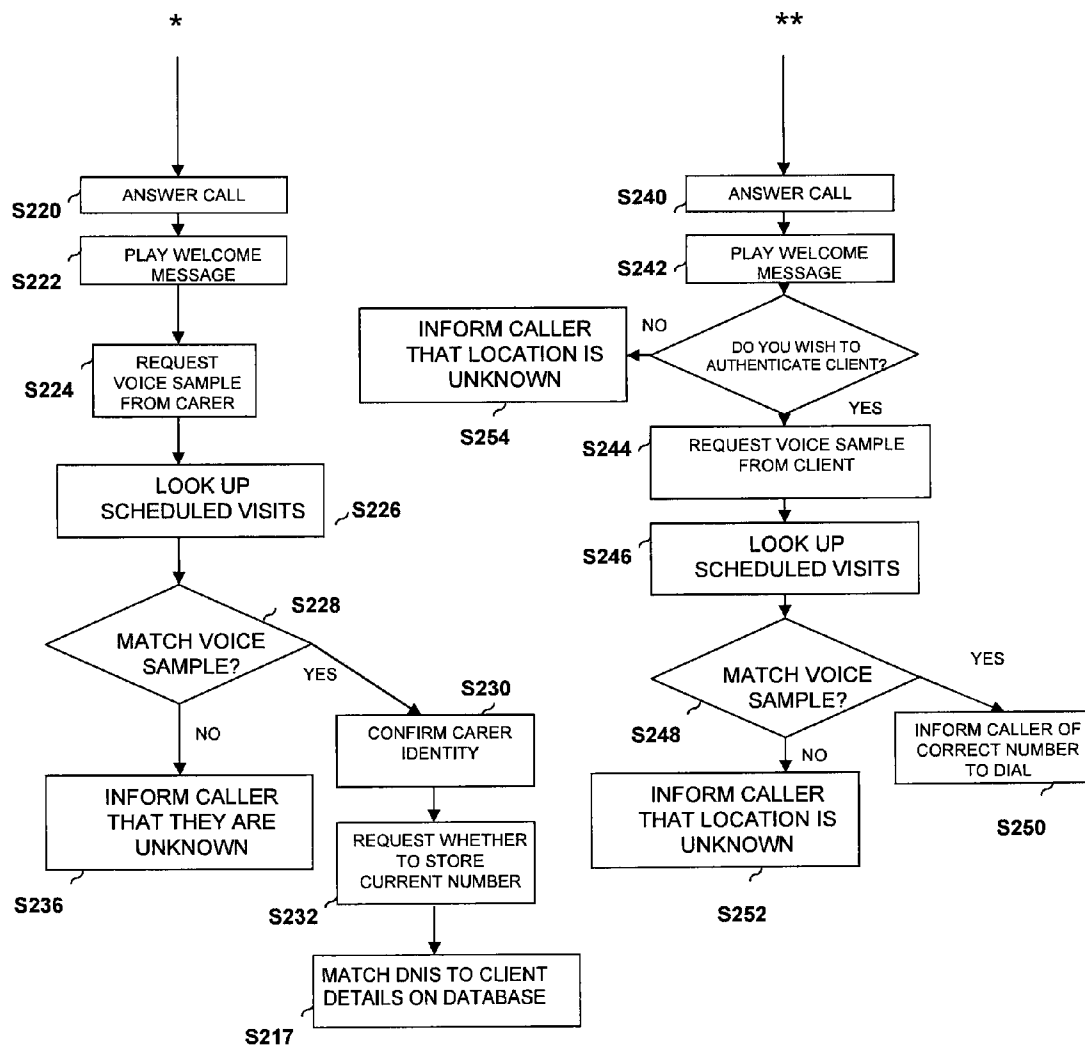 *
ANSWER CALL
S220
PLAY WELCOME
MESSAGE
S222
REQUEST
VOICE SAMPLE
FROM CARER
S224
LOOK UP
SCHEDULED VISITS
S226
S228
MATCH VOICE
SAMPLE?
YES
NO
S230
CONFIRM CARER
IDENTITY
INFORM CALLER
THAT THEY ARE
UNKNOWN
S236
REQUEST WHETHER
TO STORE
CURRENT NUMBER
S232
MATCH DNIS TO CLIENT
DETAILS ON DATABASE
S217
**
ANSWER CALL
S240
PLAY WELCOME
MESSAGE
S242
DO YOU WISH TO
AUTHENTICATE CLIENT?
NO
INFORM CALLER
THAT LOCATION IS
UNKNOWN
S254
YES
S244
REQUEST VOICE SAMPLE
FROM CLIENT
S246
LOOK UP
SCHEDULED VISITS
MATCH VOICE
SAMPLE?
S248
YES
NO
INFORM CALLER OF
CORRECT NUMBER
TO DIAL
S250
INFORM CALLER
THAT LOCATION IS
UNKNOWN
S252